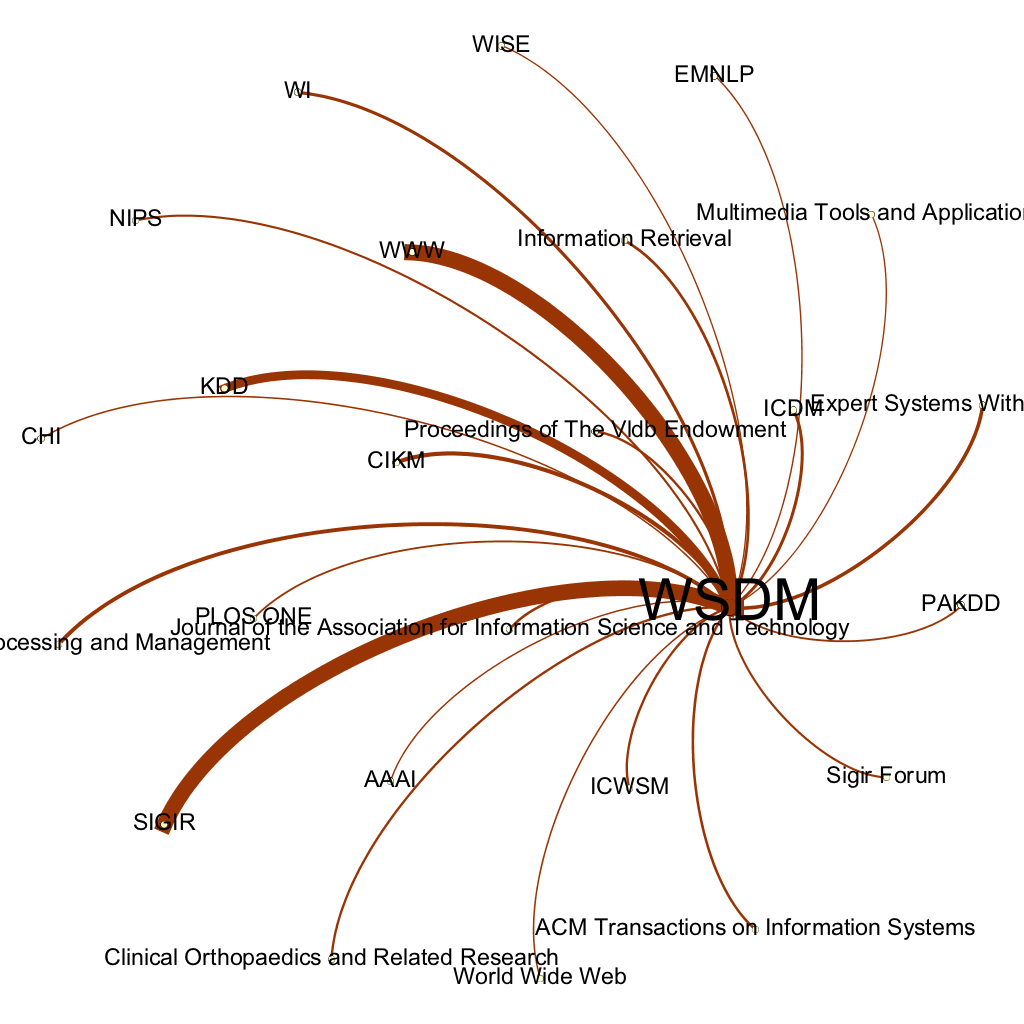 WISE
EMNLP
WI
Multimedia Tools and Application
NIPS
Information Retrieval
WWW
KDD
Expert Systems With
ICDM
Proceedings of The Vldb Endowment
CHI
CIKM
WSDM
PAKDD
PLOS ONE
Journal of the Association for Information Science and Technology
ocessing and Management
Sigir Forum
AAAI
ICWSM
SIGIR
ACM Transactions on Information Systems
Clinical Orthopaedics and Related Research
World Wide Web